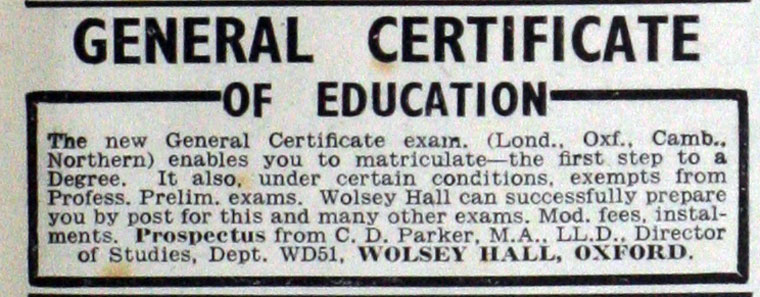 GENERAL CERTIFICATE
OF EDUCATION
The new General Certificate exam. (Lond., Oxf., Camb.,
Northern) enables you to matriculate—the first step to a
Degree. It also, under certain conditions, exempts from
Profess. Prelim. exams. Wolsey Hall can successfully prepare
you by post for this and many other exams. Mod. fees, instal-
ments. Prospectus from C. D. Parker, M.A., LL.D., Director
of Studies, Dept. WD51, WOLSEY HALL, OXFORD.